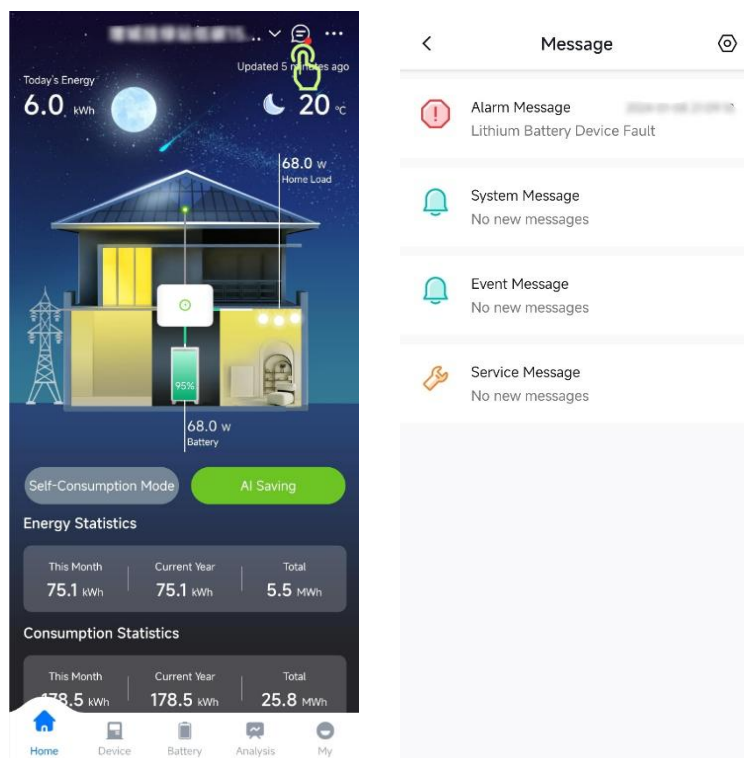 Updated 5 minutes ago
Today's Energy
6.0 kWh
20 °C
68.0 w
Home Load
95%
68.0 w
Battery
Self-Consumption Mode
AI Saving
Energy Statistics
This Month
Current Year
Total
75.1 kWh
75.1 kWh
5.5 MWh
Consumption Statistics
This Month
Current Year
Total
178.5 kWh
178.5 kWh
25.8 MWh
Home
Device
Battery
Analysis
My
Message
Alarm Message
Lithium Battery Device Fault
System Message
No new messages
Event Message
No new messages
Service Message
No new messages